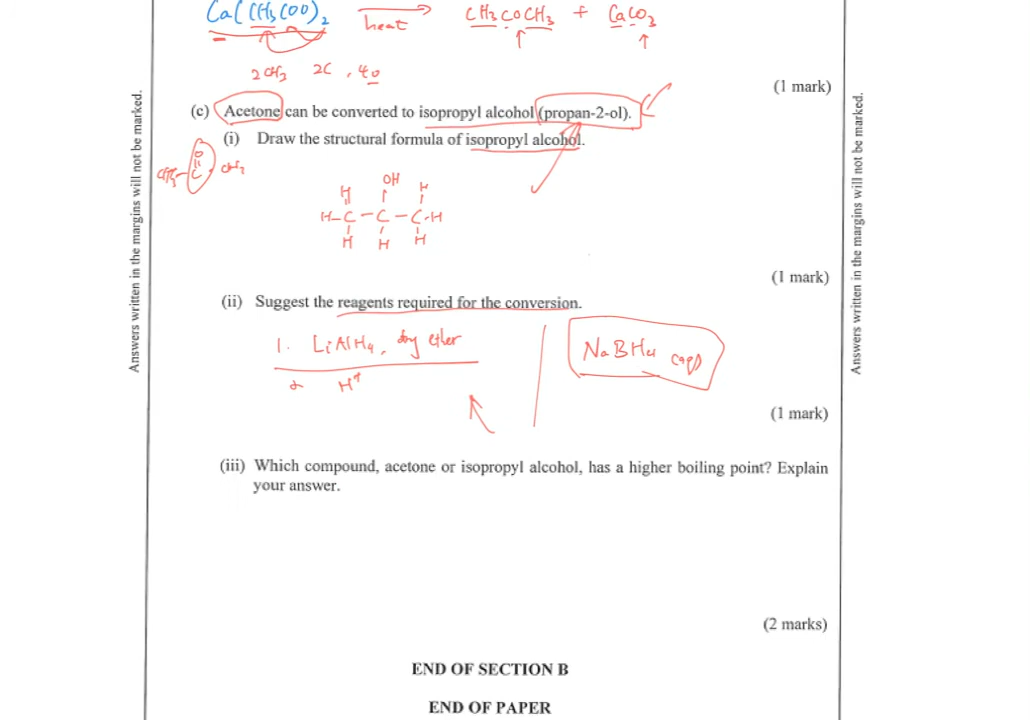 Ca(CH3COO)2 heat → CH3COCH3 + CaCO3
2CH3 2C , 4O
(1 mark)
(c) Acetone can be converted to isopropyl alcohol (propan-2-ol).
(i) Draw the structural formula of isopropyl alcohol.
O
CH3-C CH3
OH
H H
H-C-C-C-H
H H H
(1 mark)
(ii) Suggest the reagents required for the conversion.
1. LiAlH4, dry ether
2 H+
NaBH4 (aq)
(1 mark)
(iii) Which compound, acetone or isopropyl alcohol, has a higher boiling point? Explain
your answer.
(2 marks)
END OF SECTION B
END OF PAPER
Answers written in the margins will not be marked.
Answers written in the margins will not be marked.